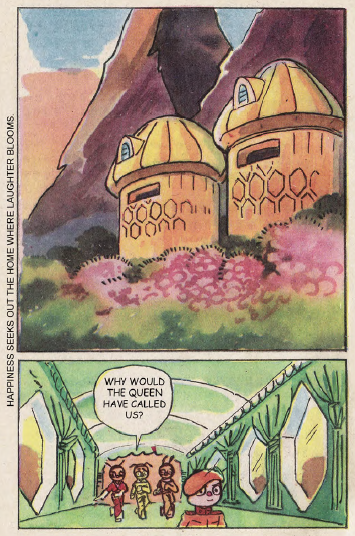 HAPPINESS SEEKS OUT THE HOME WHERE LAUGHTER BLOOMS.
WHY WOULD
THE QUEEN
HAVE CALLED
US?